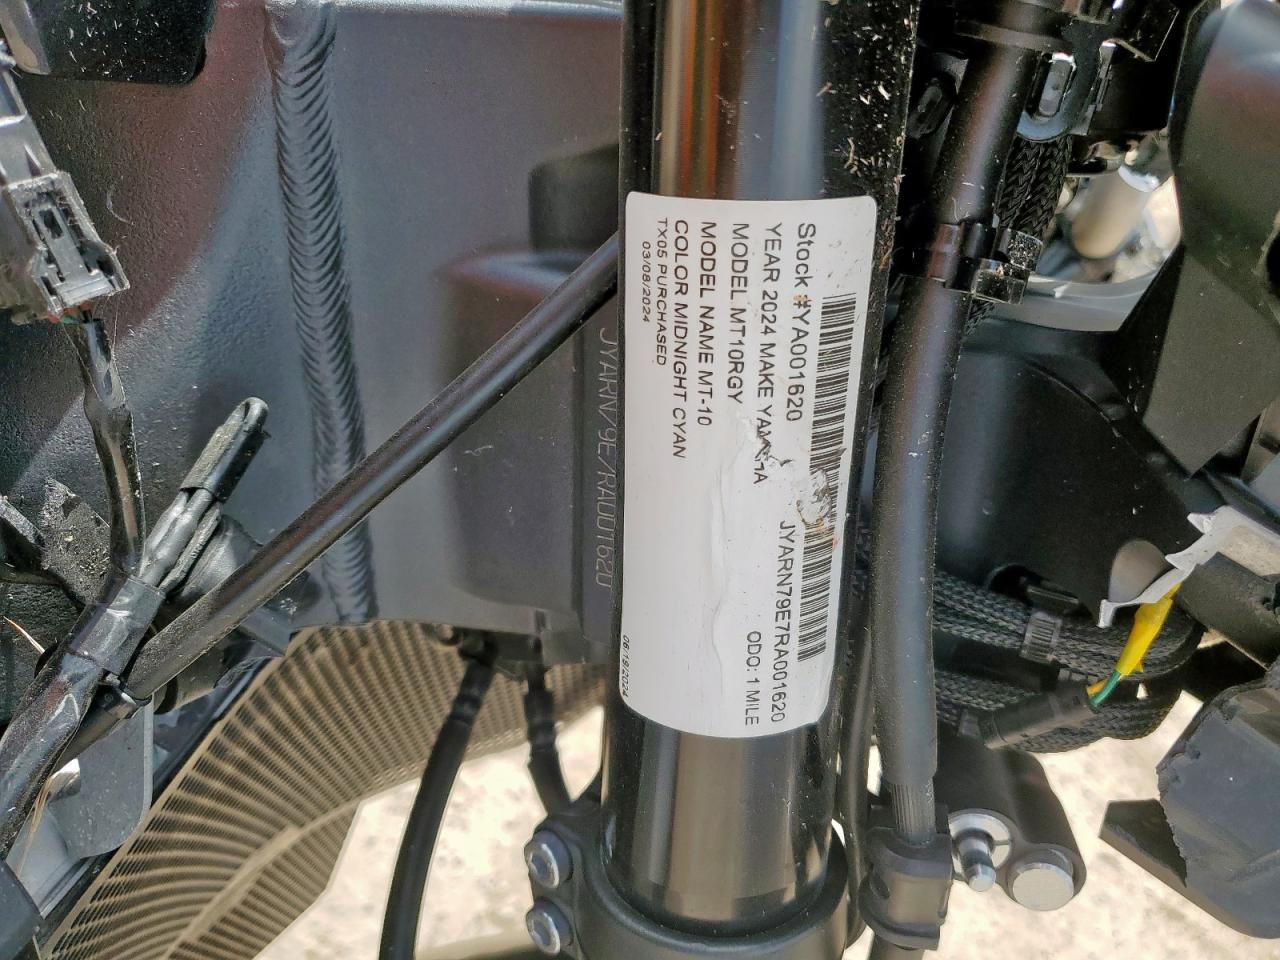 Stock #YA001620
JYARN79E7RA001620
YEAR 2024 MAKE YAMAHA
ODO: 1 MILE
MODEL MT10RGY
MODEL NAME MT-10
COLOR MIDNIGHT CYAN
TX05 PURCHASED
03/08/2024
06/19/2024
JYARN79E7RA001620